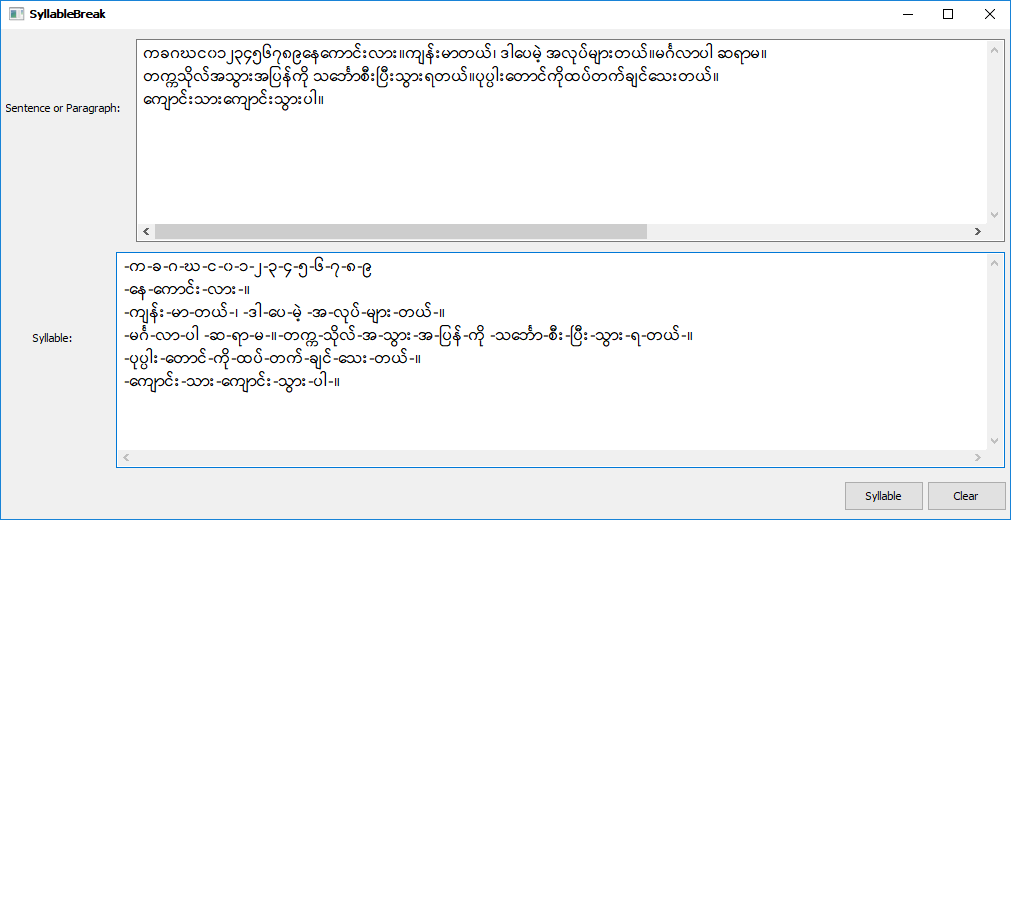 SyllableBreak
Sentence or Paragraph:
ကခဂဃင၀၁၂၃၄၅၆၇၈၉နေကောင်းလား။ကျန်းမာတယ်၊ ဒါပေမဲ့ အလုပ်များတယ်။မင်္ဂလာပါ ဆရာမ။
တက္ကသိုလ်အသွားအပြန်ကို သင်္ဘောစီးပြီးသွားရတယ်။ပုပ္ပါးတောင်ကိုထပ်တက်ချင်သေးတယ်။
ကျောင်းသားကျောင်းသွားပါ။
Syllable:
-က-ခ-ဂ-ဃ-င-၀-၁-၂-၃-၄-၅-၆-၇-၈-၉
-နေ-ကောင်း-လား-။
-ကျန်း-မာ-တယ်-၊ -ဒါ-ပေ-မဲ့ -အ-လုပ်-များ-တယ်-။
-မင်္ဂ-လာ-ပါ -ဆ-ရာ-မ-။-တက္က-သိုလ်-အ-သွား-အ-ပြန်-ကို -သင်္ဘော-စီး-ပြီး-သွား-ရ-တယ်-။
-ပုပ္ပါး-တောင်-ကို-ထပ်-တက်-ချင်-သေး-တယ်-။
-ကျောင်း-သား-ကျောင်း-သွား-ပါ-။
Syllable Clear